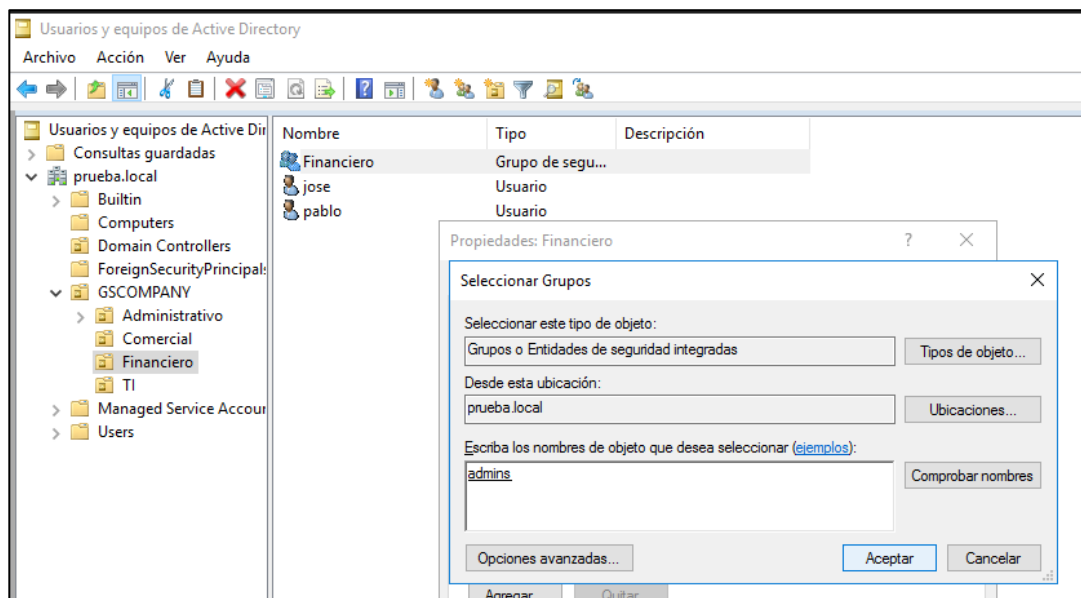 Usuarios y equipos de Active Directory
Archivo Acción Ver Ayuda
Usuarios y equipos de Active Dir
Consultas guardadas
prueba.local
Builtin
Computers
Domain Controllers
ForeignSecurityPrincipals
GSCOMPANY
Administrativo
Comercial
Financiero
TI
Managed Service Accour
Users
Nombre Tipo Descripción
Financiero Grupo de segu...
jose Usuario
pablo Usuario
Propiedades: Financiero
Seleccionar Grupos
Seleccionar este tipo de objeto:
Grupos o Entidades de seguridad integradas Tipos de objeto...
Desde esta ubicación:
prueba.local Ubicaciones...
Escriba los nombres de objeto que desea seleccionar (ejemplos):
admins Comprobar nombres
Opciones avanzadas... Aceptar Cancelar
Agregar... Quitar